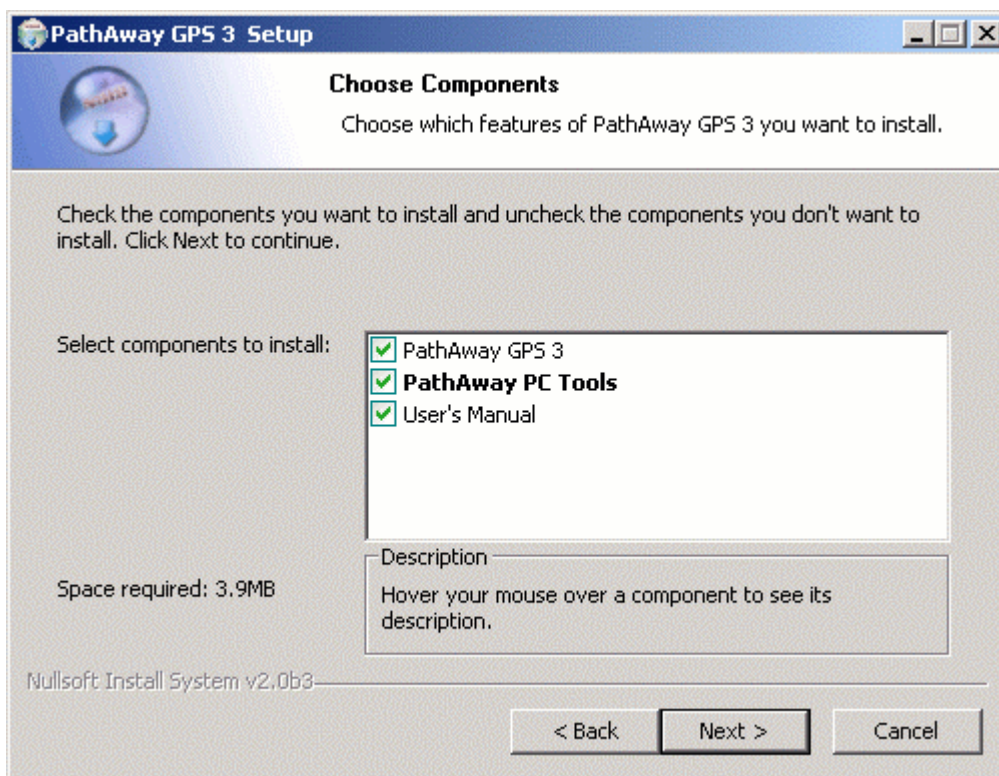 PathAway GPS 3 Setup
Choose Components
Choose which features of PathAway GPS 3 you want to install.
Check the components you want to install and uncheck the components you don't want to
install. Click Next to continue.
Select components to install:
PathAway GPS 3
PathAway PC Tools
User's Manual
Space required: 3.9MB
Description
Hover your mouse over a component to see its
description.
Nullsoft Install System v2.0b3
< Back
Next >
Cancel